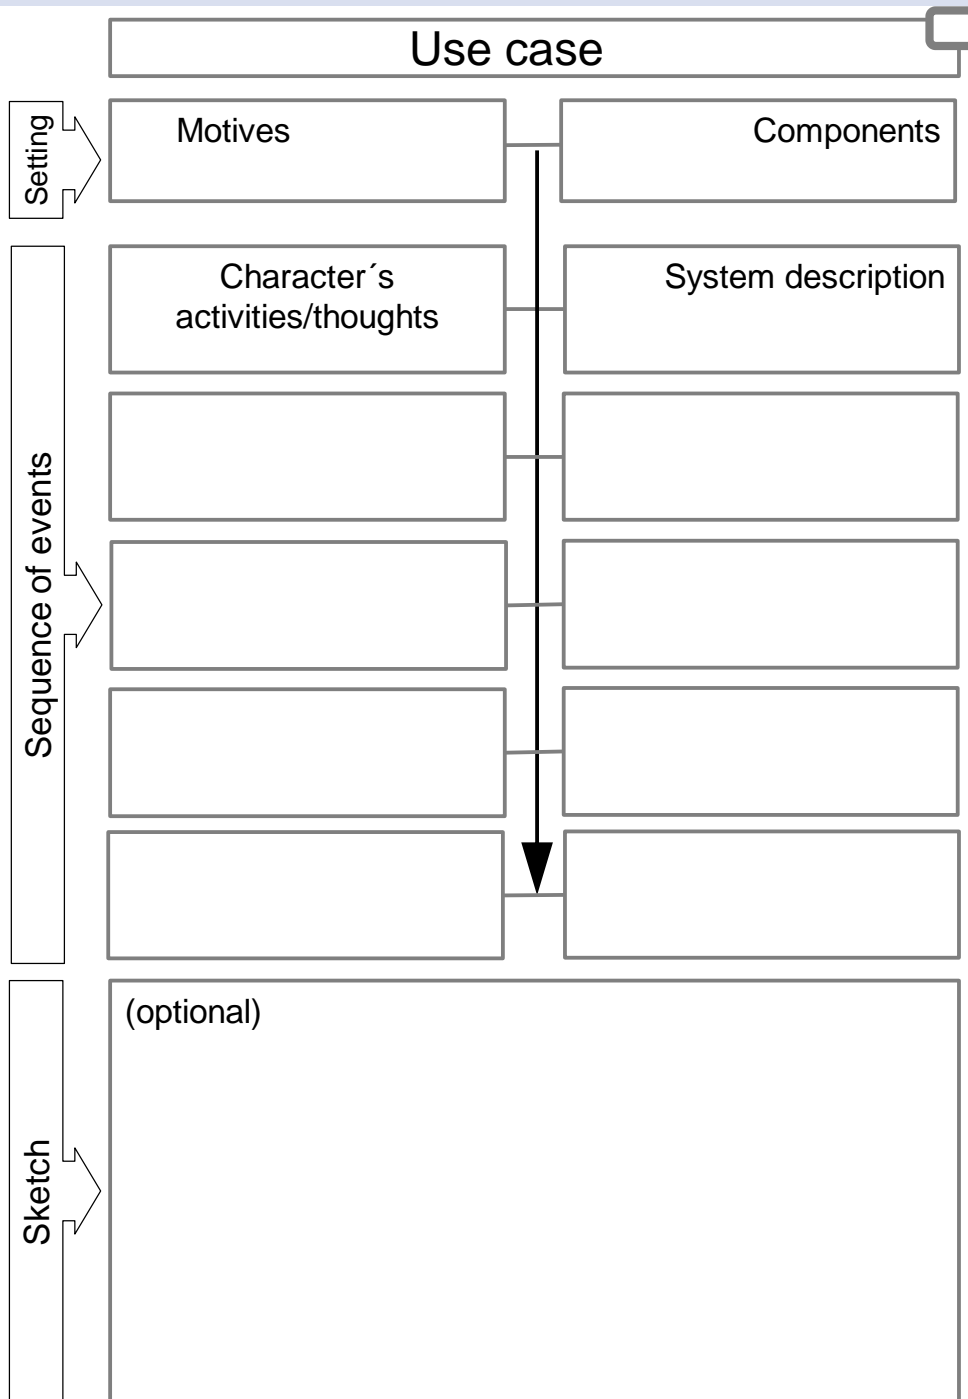 Use case
Setting
Motives
Components
Sequence of events
Character´s
activities/thoughts
System description
Sketch
(optional)